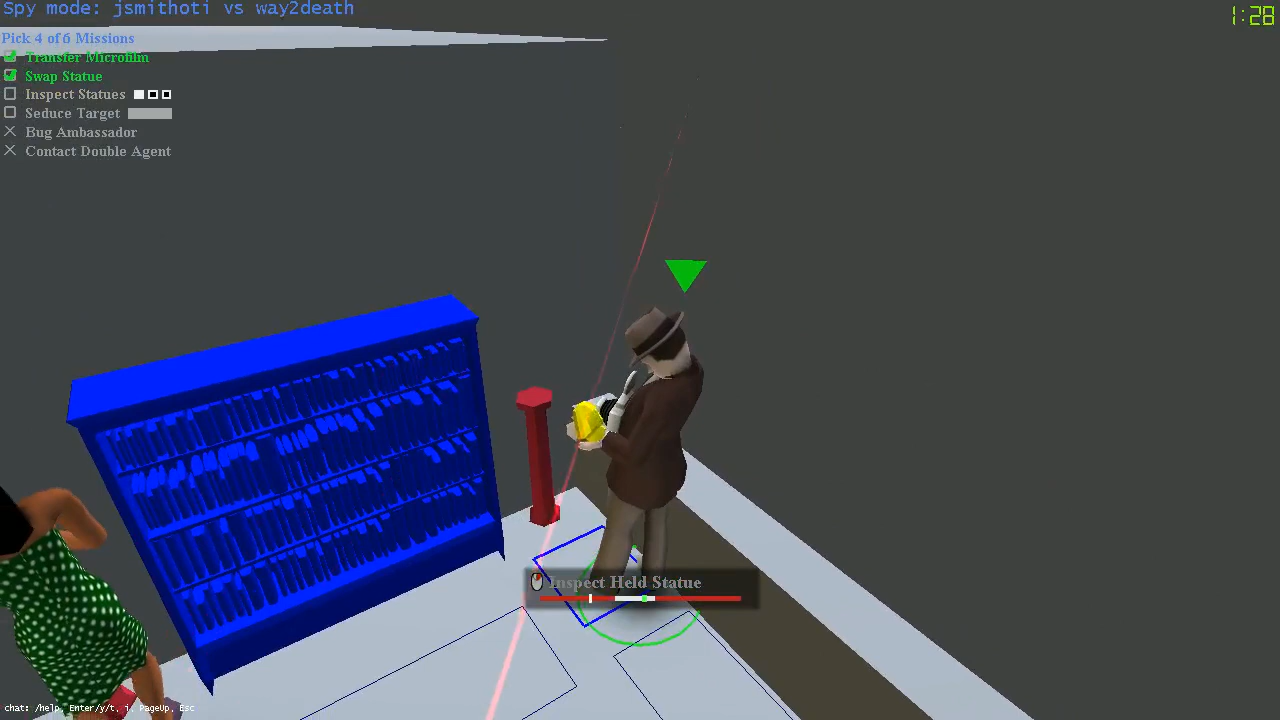 Spy mode: jsmithoti vs way2death
1:28
Pick 4 of 6 Missions
Transfer Microfilm
Swap Statue
Inspect Statues
Seduce Target
Bug Ambassador
Contact Double Agent
Inspect Held Statue
chat: /help, Enter/y/t, j, PageUp, Esc